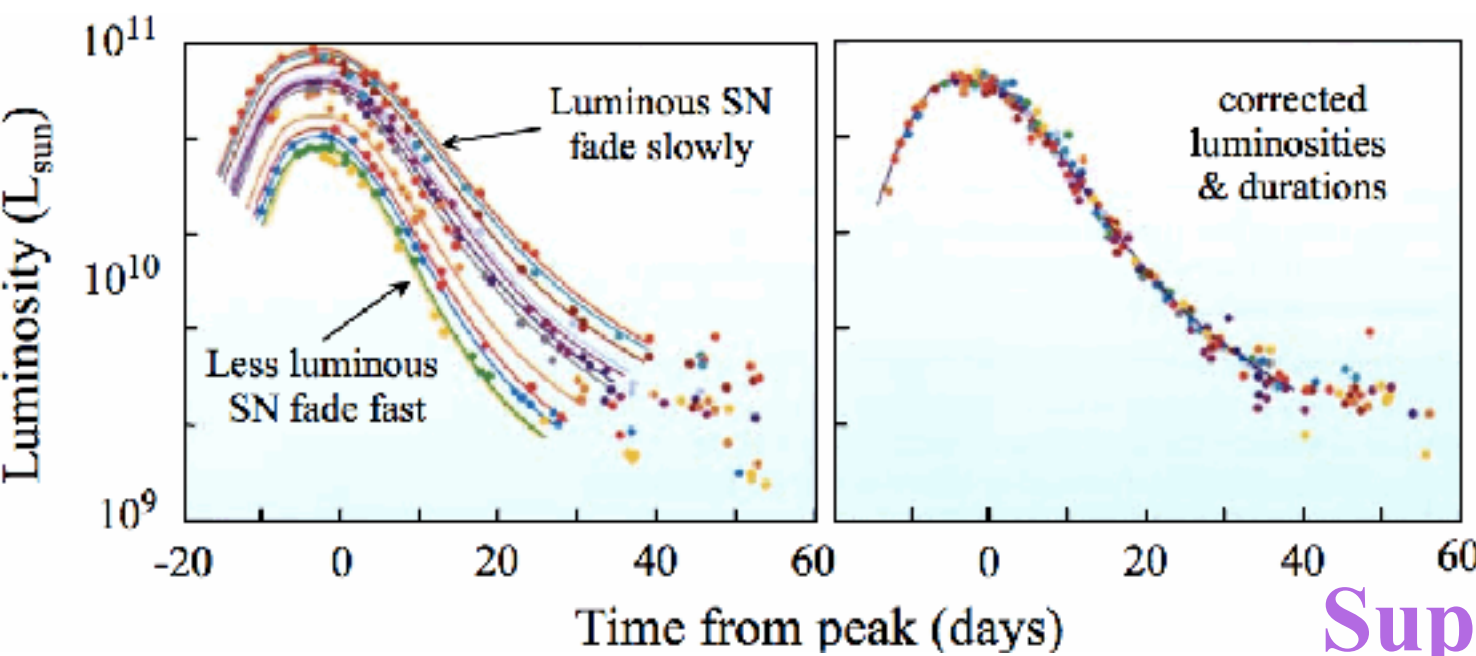 10¹¹
10¹⁰
10⁹
Luminosity (Lsun)
Luminous SN
fade slowly
Less luminous
SN fade fast
corrected
luminosities
& durations
-20 0 20 40 60 0 20 40 60
Time from peak (days)
Sup